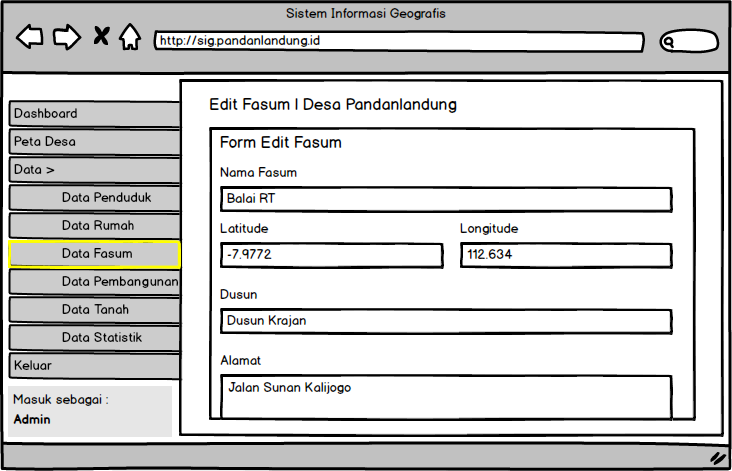 Sistem Informasi Geografis
http://sig.pandanlandung.id
Dashboard
Peta Desa
Data >
Data Penduduk
Data Rumah
Data Fasum
Data Pembangunan
Data Tanah
Data Statistik
Keluar
Masuk sebagai :
Admin
Edit Fasum | Desa Pandanlandung
Form Edit Fasum
Nama Fasum
Balai RT
Latitude
Longitude
-7.9772
112.634
Dusun
Dusun Krajan
Alamat
Jalan Sunan Kalijogo